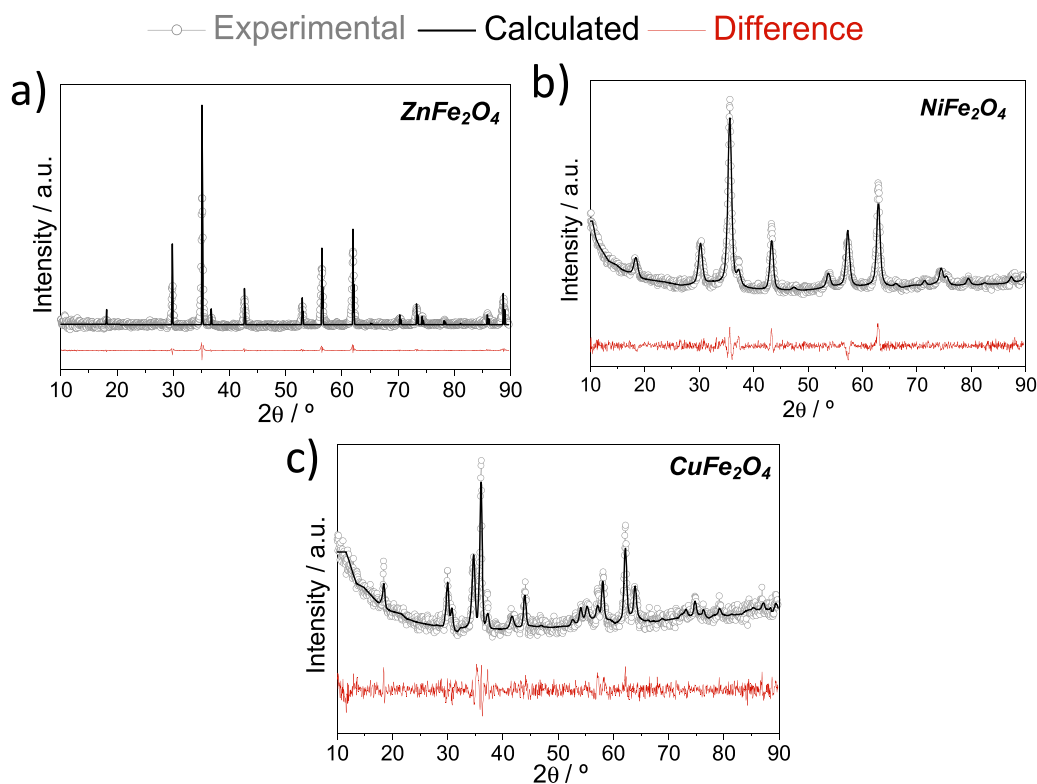 Experimental Calculated Difference
a)
ZnFe₂O₄
Intensity / a.u.
10 20 30 40 50 60 70 80 90
2θ / º
b)
NiFe₂O₄
Intensity / a.u.
10 20 30 40 50 60 70 80 90
2θ / º
c)
CuFe₂O₄
Intensity / a.u.
10 20 30 40 50 60 70 80 90
2θ / º